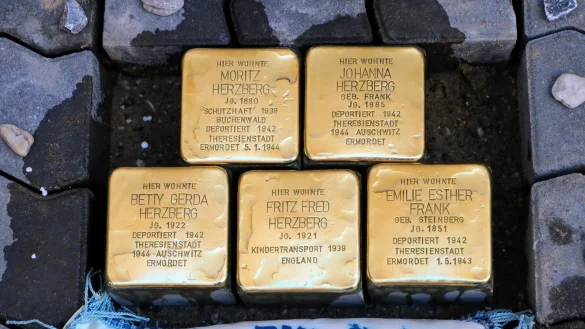 HIER WOHNTE
MORITZ
HERZBERG
JG. 1880
'SCHUTZHAFT' 1938
BUCHENWALD
DEPORTIERT 1942
THERESIENSTADT
ERMORDET 5.1.1944
HIER WOHNTE
JOHANNA
HERZBERG
GEB. FRANK
JG. 1885
DEPORTIERT 1942
THERESIENSTADT
1944 AUSCHWITZ
ERMORDET
HIER WOHNTE
BETTY GERDA
HERZBERG
JG. 1922
DEPORTIERT 1942
THERESIENSTADT
1944 AUSCHWITZ
ERMORDET
HIER WOHNTE
FRITZ FRED
HERZBERG
JG. 1921
KINDERTRANSPORT 1939
ENGLAND
HIER WOHNTE
EMILIE ESTHER
FRANK
GEB. STEINBERG
JG. 1851
DEPORTIERT 1942
THERESIENSTADT
ERMORDET 1.5.1943